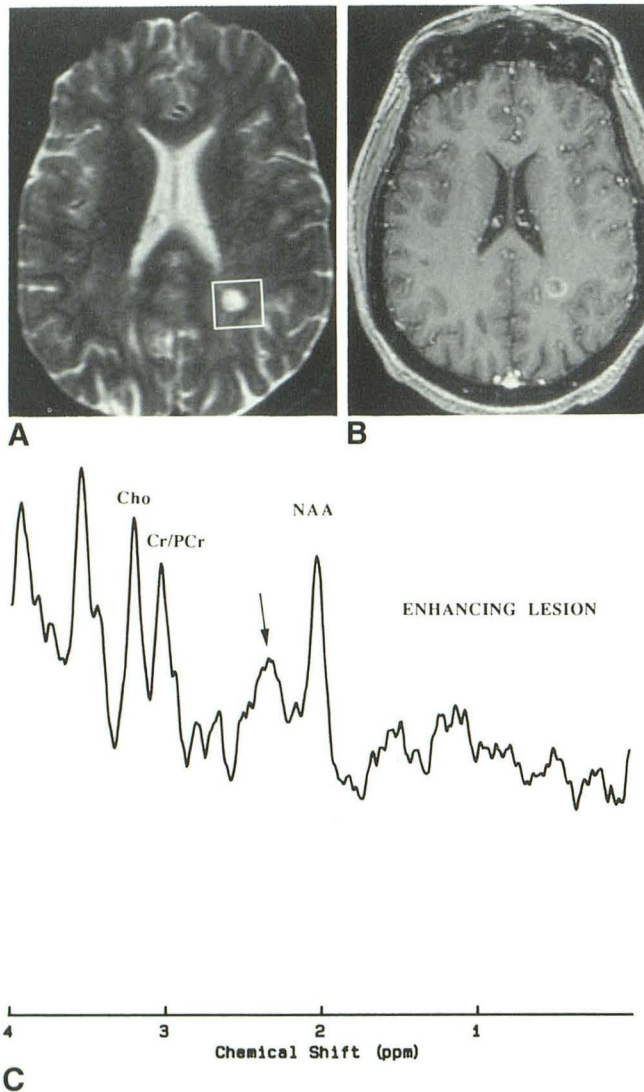 A
B
Cho
Cr/PCr
NAA
ENHANCING LESION
4
3
2
1
Chemical Shift (ppm)
C